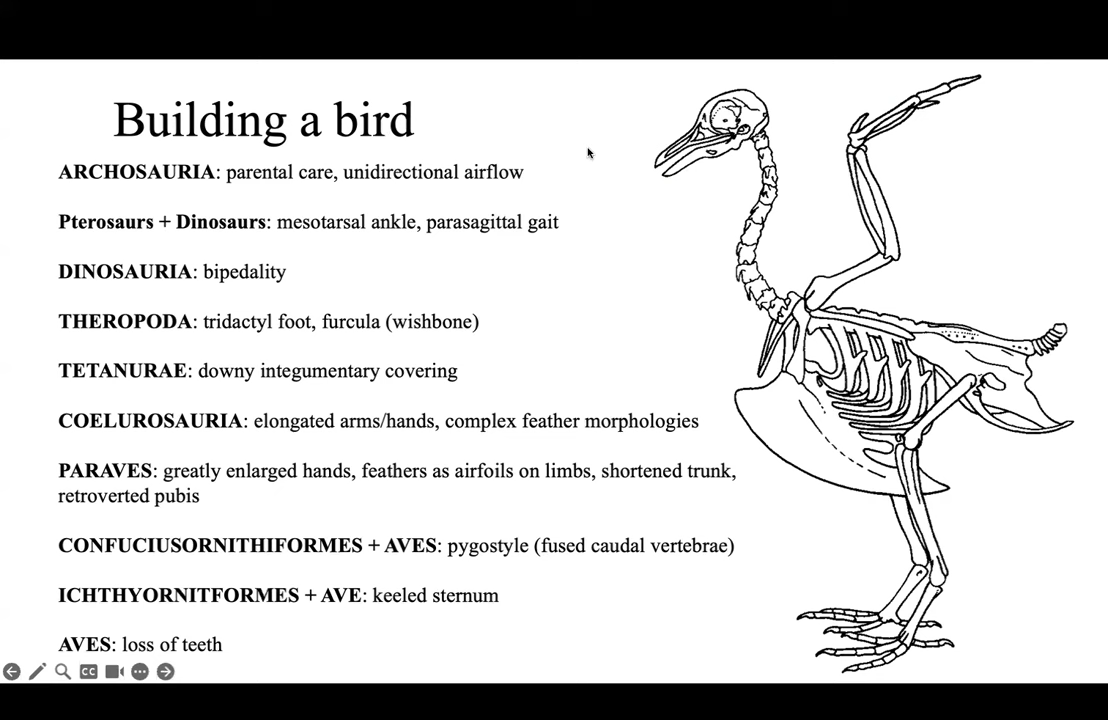 Building a bird
ARCHOSAURIA: parental care, unidirectional airflow
Pterosaurs + Dinosaurs: mesotarsal ankle, parasagittal gait
DINOSAURIA: bipedality
THEROPODA: tridactyl foot, furcula (wishbone)
TETANURAE: downy integumentary covering
COELUROSAURIA: elongated arms/hands, complex feather morphologies
PARAVES: greatly enlarged hands, feathers as airfoils on limbs, shortened trunk,
retroverted pubis
CONFUCIUSORNITHIFORMES + AVES: pygostyle (fused caudal vertebrae)
ICHTHYORNITFORMES + AVE: keeled sternum
AVES: loss of teeth
CC